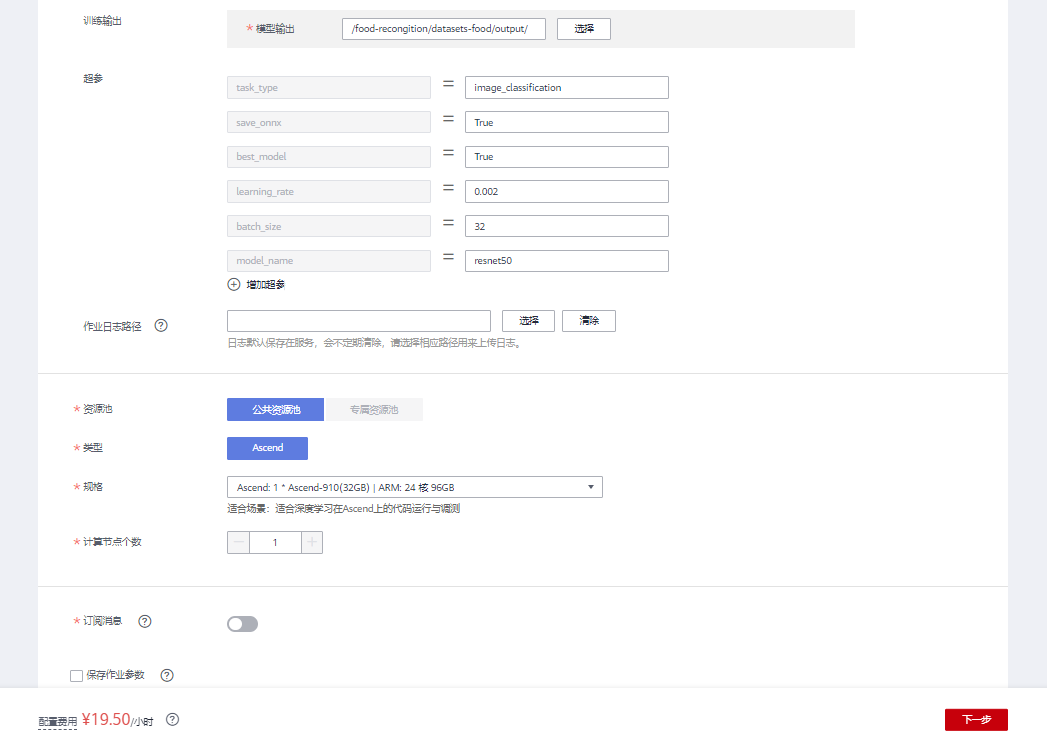 训练输出
* 模型输出 /food-recongition/datasets-food/output/ 选择
超参
task_type = image_classification
save_onnx = True
best_model = True
learning_rate = 0.002
batch_size = 32
model_name = resnet50
增加超参
作业日志路径 ? 选择 清除
日志默认保存在服务，会不定期清除，请选择相应路径用来上传日志。
* 资源池 公共资源池 专属资源池
* 类型 Ascend
* 规格 Ascend: 1 * Ascend-910(32GB) | ARM: 24 核 96GB
适合场景：适合深度学习在Ascend上的代码运行与调测
* 计算节点个数 − 1 +
* 订阅消息 ?
保存作业参数 ?
配置费用 ¥19.50/小时 ? 下一步